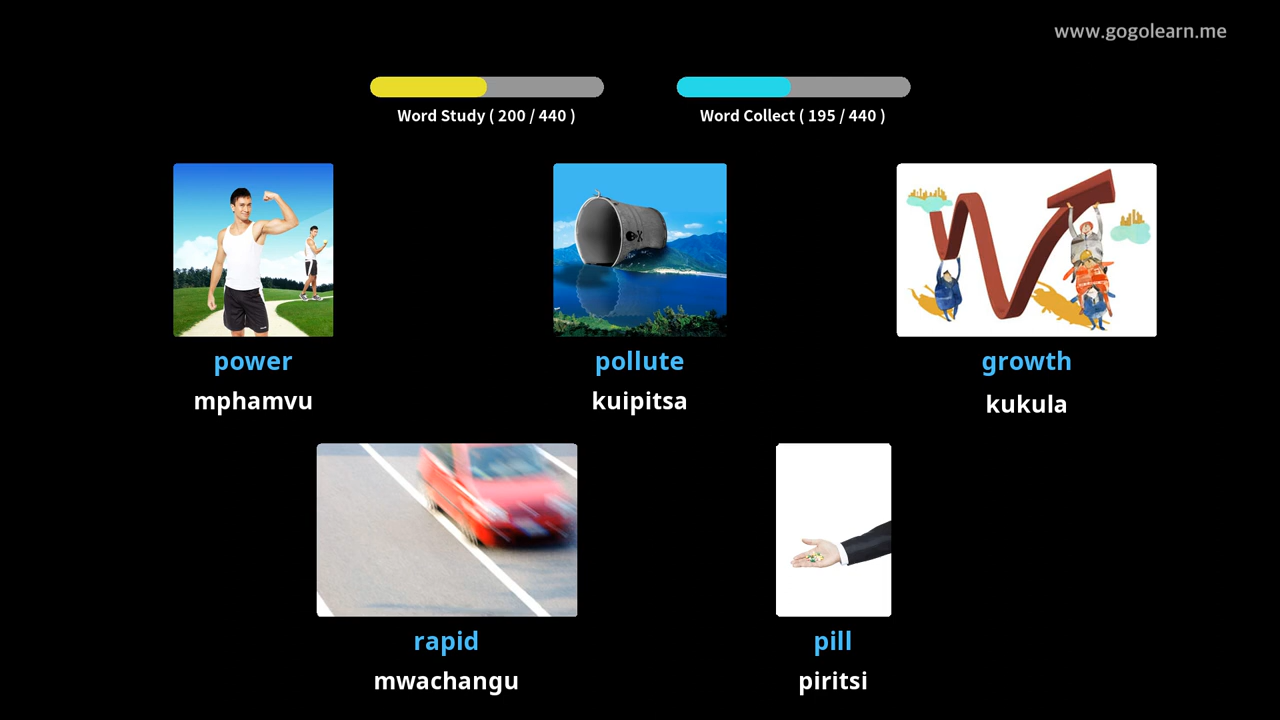 www.gogolearn.me
Word Study ( 200 / 440 )
Word Collect ( 195 / 440 )
power
mphamvu
pollute
kuipitsa
growth
kukula
rapid
mwachangu
pill
piritsi